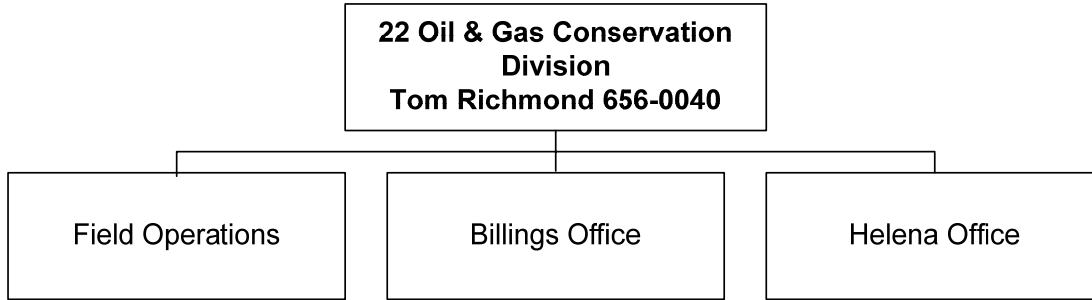 22 Oil & Gas Conservation
Division
Tom Richmond 656-0040
Field Operations
Billings Office
Helena Office